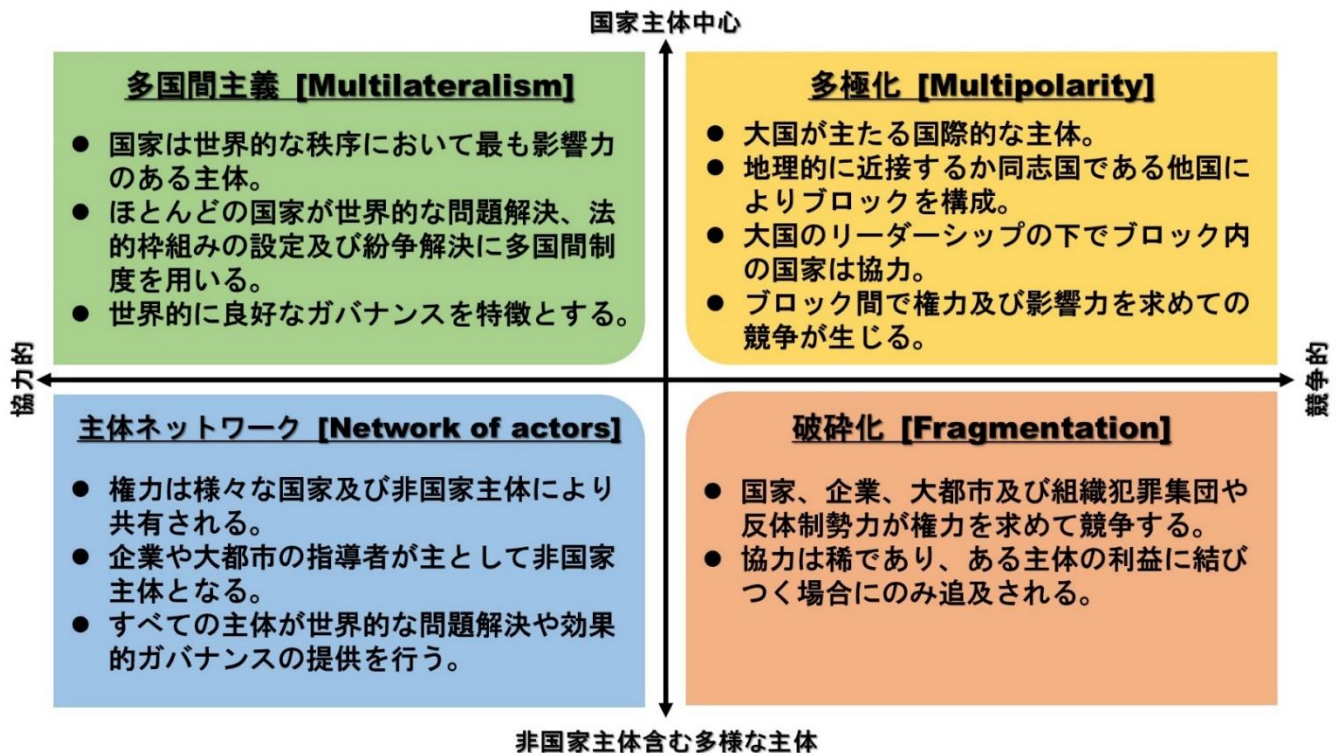 国家主体中心
多国間主義 [Multilateralism]
● 国家は世界的な秩序において最も影響力
のある主体。
● ほとんどの国家が世界的な問題解決、法
的枠組みの設定及び紛争解決に多国間制
度を用いる。
● 世界的に良好なガバナンスを特徴とする。
多極化 [Multipolarity]
● 大国が主たる国際的な主体。
● 地理的に近接するか同志国である他国に
よりブロックを構成。
● 大国のリーダーシップの下でブロック内
の国家は協力。
● ブロック間で権力及び影響力を求めての
競争が生じる。
協力的
競争的
主体ネットワーク [Network of actors]
● 権力は様々な国家及び非国家主体により
共有される。
● 企業や大都市の指導者が主として非国家
主体となる。
● すべての主体が世界的な問題解決や効果
的ガバナンスの提供を行う。
破砕化 [Fragmentation]
● 国家、企業、大都市及び組織犯罪集団や
反体制勢力が権力を求めて競争する。
● 協力は稀であり、ある主体の利益に結び
つく場合にのみ追及される。
非国家主体含む多様な主体